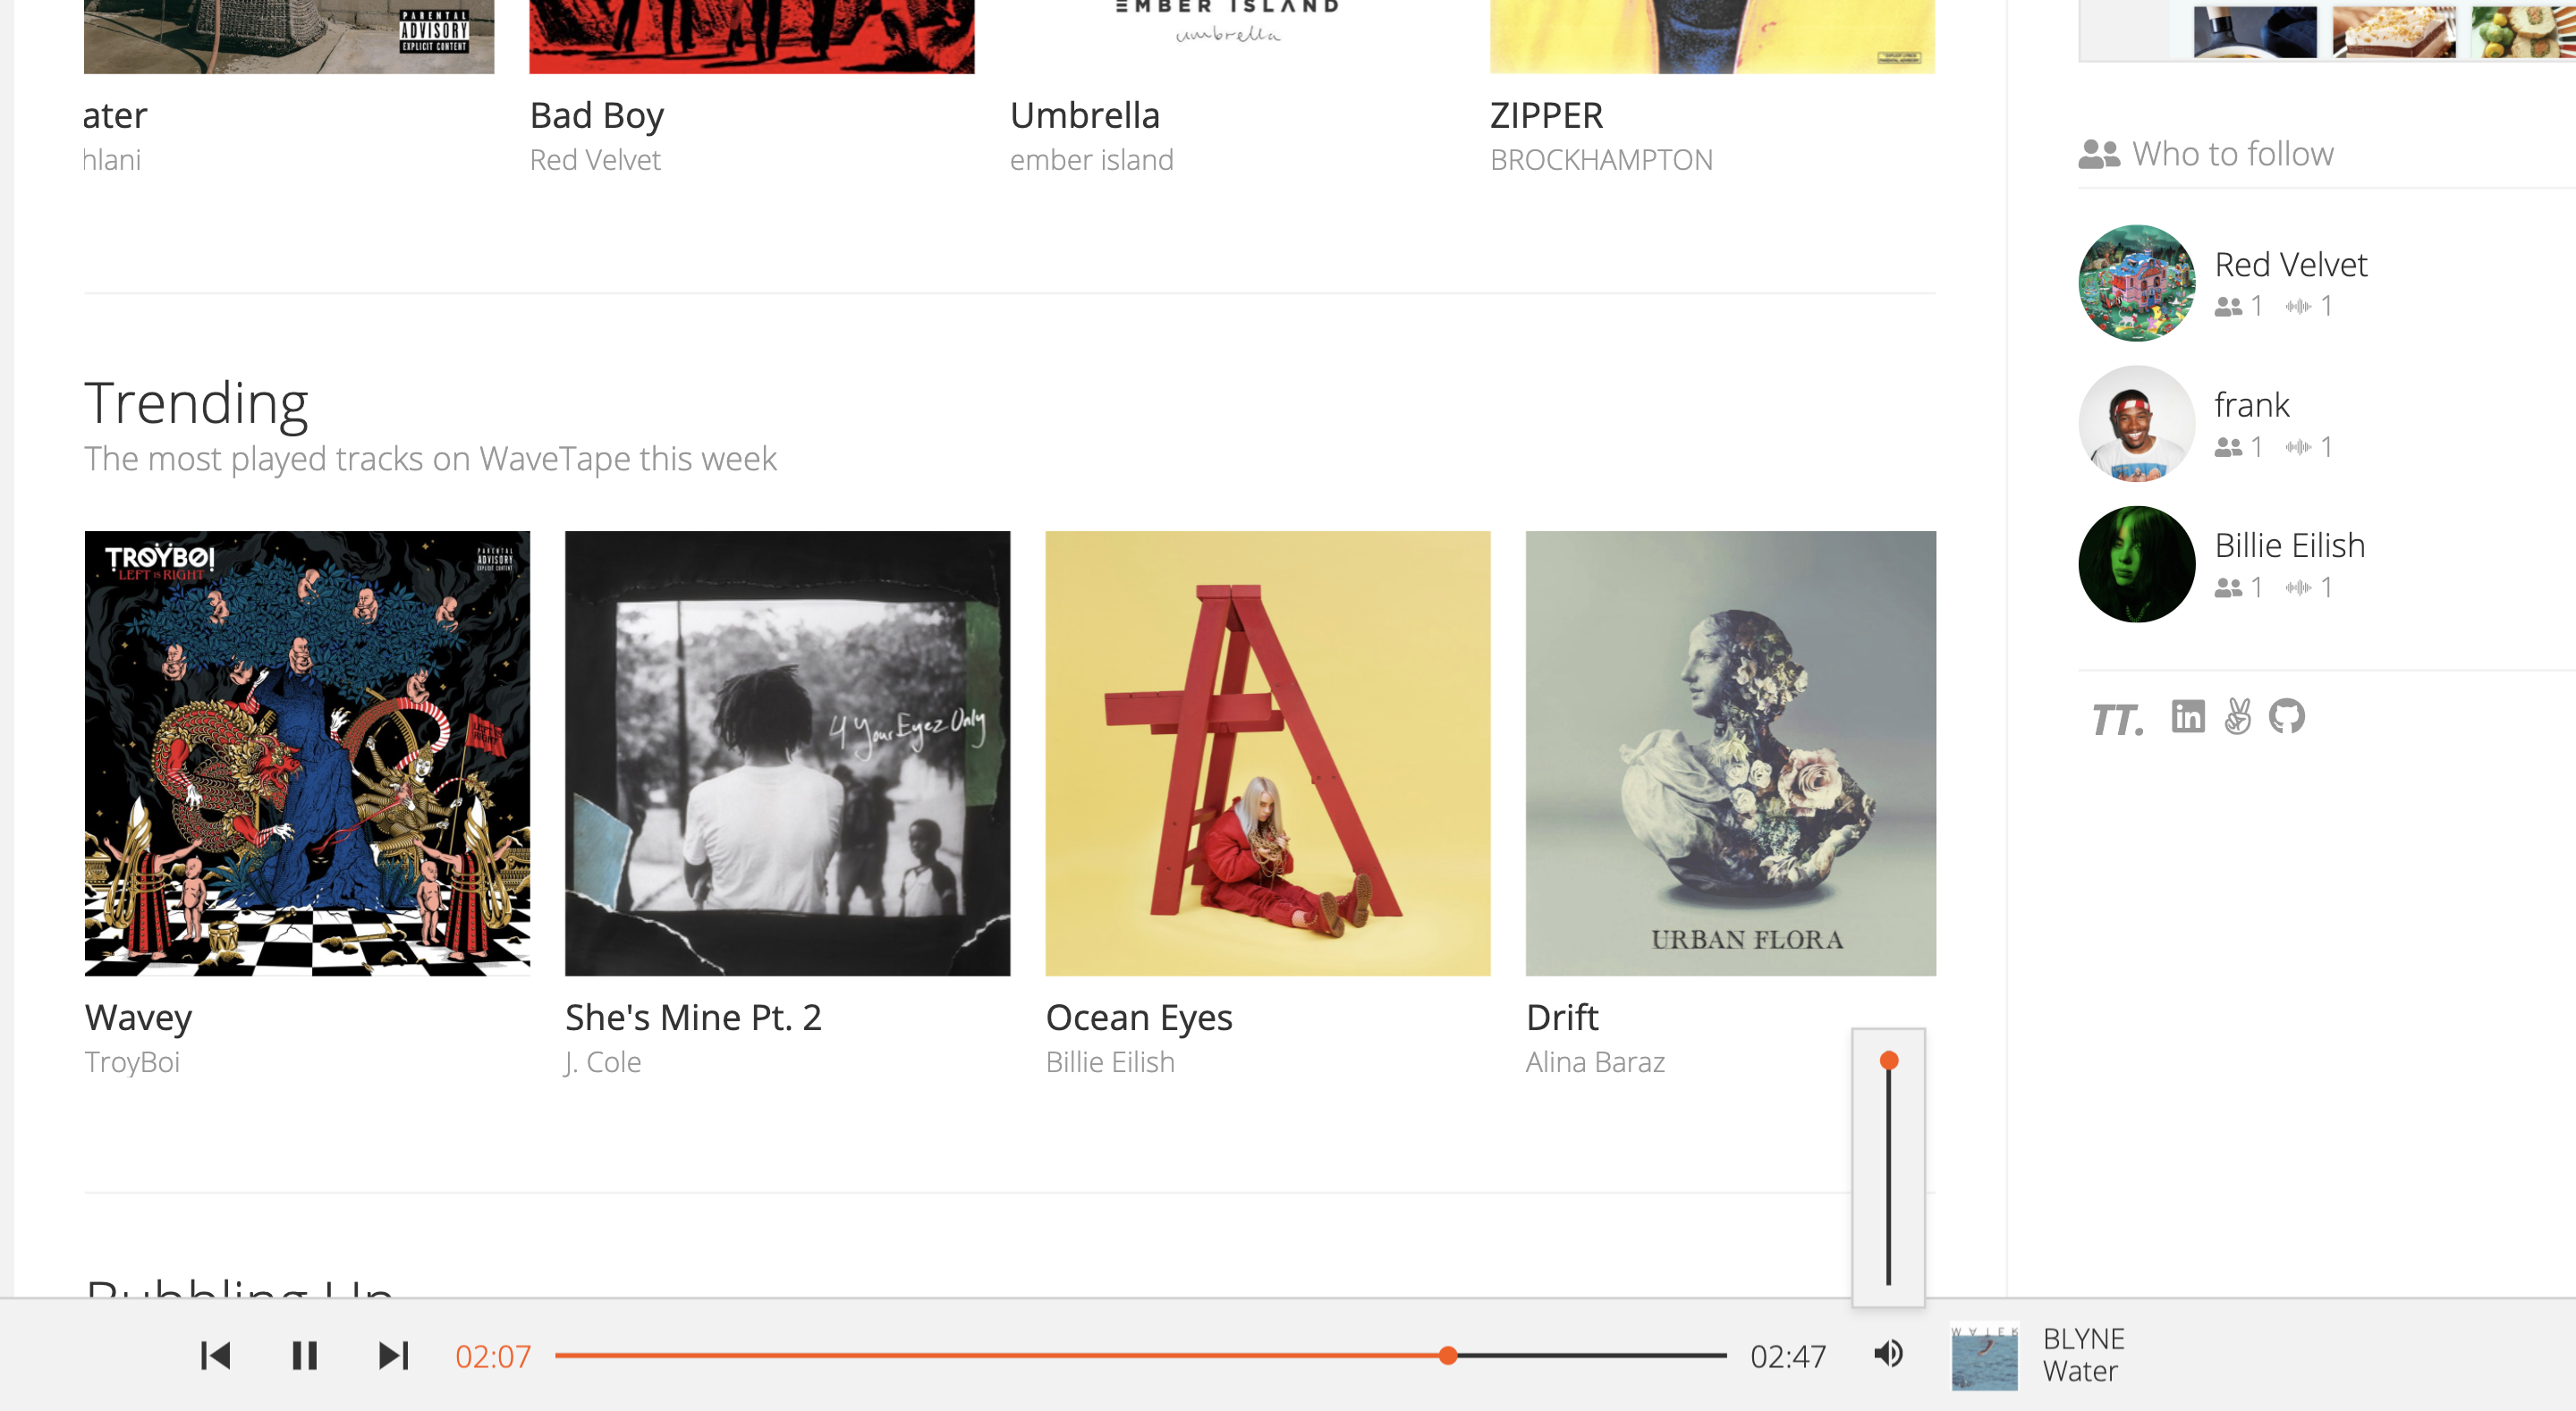 PARENTAL
ADVISORY
EXPLICIT CONTENT
EMBER ISLAND
umbrella
ater
hlani
Bad Boy
Red Velvet
Umbrella
ember island
ZIPPER
BROCKHAMPTON
Who to follow
Red Velvet
1 1
frank
1 1
Billie Eilish
1 1
TT.
Trending
The most played tracks on WaveTape this week
TROYBOI
LEFT IS RIGHT
PARENTAL
ADVISORY
EXPLICIT CONTENT
4 Your Eyez Only
URBAN FLORA
Wavey
TroyBoi
She's Mine Pt. 2
J. Cole
Ocean Eyes
Billie Eilish
Drift
Alina Baraz
Bubbling Up
02:07
02:47
WATER
BLYNE
Water